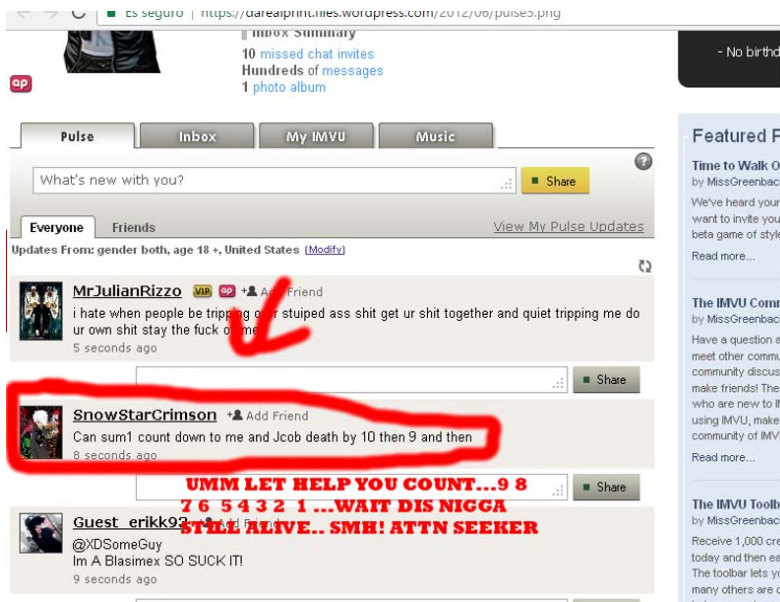 Es seguro | https://darealprint.files.wordpress.com/2012/06/pulse3.png
Inbox Summary
10 missed chat invites
Hundreds of messages
1 photo album
ap
- No birthd
Pulse Inbox My IMVU Music
What's new with you?
Share
Everyone Friends View My Pulse Updates
Updates From: gender both, age 18 +, United States [Modify]
MrJulianRizzo VIP ap + Add Friend
i hate when people be tripping over stuiped ass shit get ur shit together and quiet tripping me do
ur own shit stay the fuck of me
5 seconds ago
Share
SnowStarCrimson + Add Friend
Can sum1 count down to me and Jcob death by 10 then 9 and then
8 seconds ago
Share
UMM LET HELP YOU COUNT...9 8
7 6 5 4 3 2 1 ...WAIT DIS NIGGA
STILL ALIVE.. SMH! ATTN SEEKER
Guest_erikk92 + Add Friend
@XDSomeGuy
Im A Blasimex SO SUCK IT!
9 seconds ago
Featured P
Time to Walk O
by MissGreenbac
We've heard your
want to invite you
beta game of style
Read more...
The IMVU Comm
by MissGreenbac
Have a question a
meet other commu
community discus
make friends! The
who are new to I
using IMVU, make
community of IMV
Read more...
The IMVU Toolb
by MissGreenbac
Receive 1,000 cre
today and then ea
The toolbar lets yo
many others are c